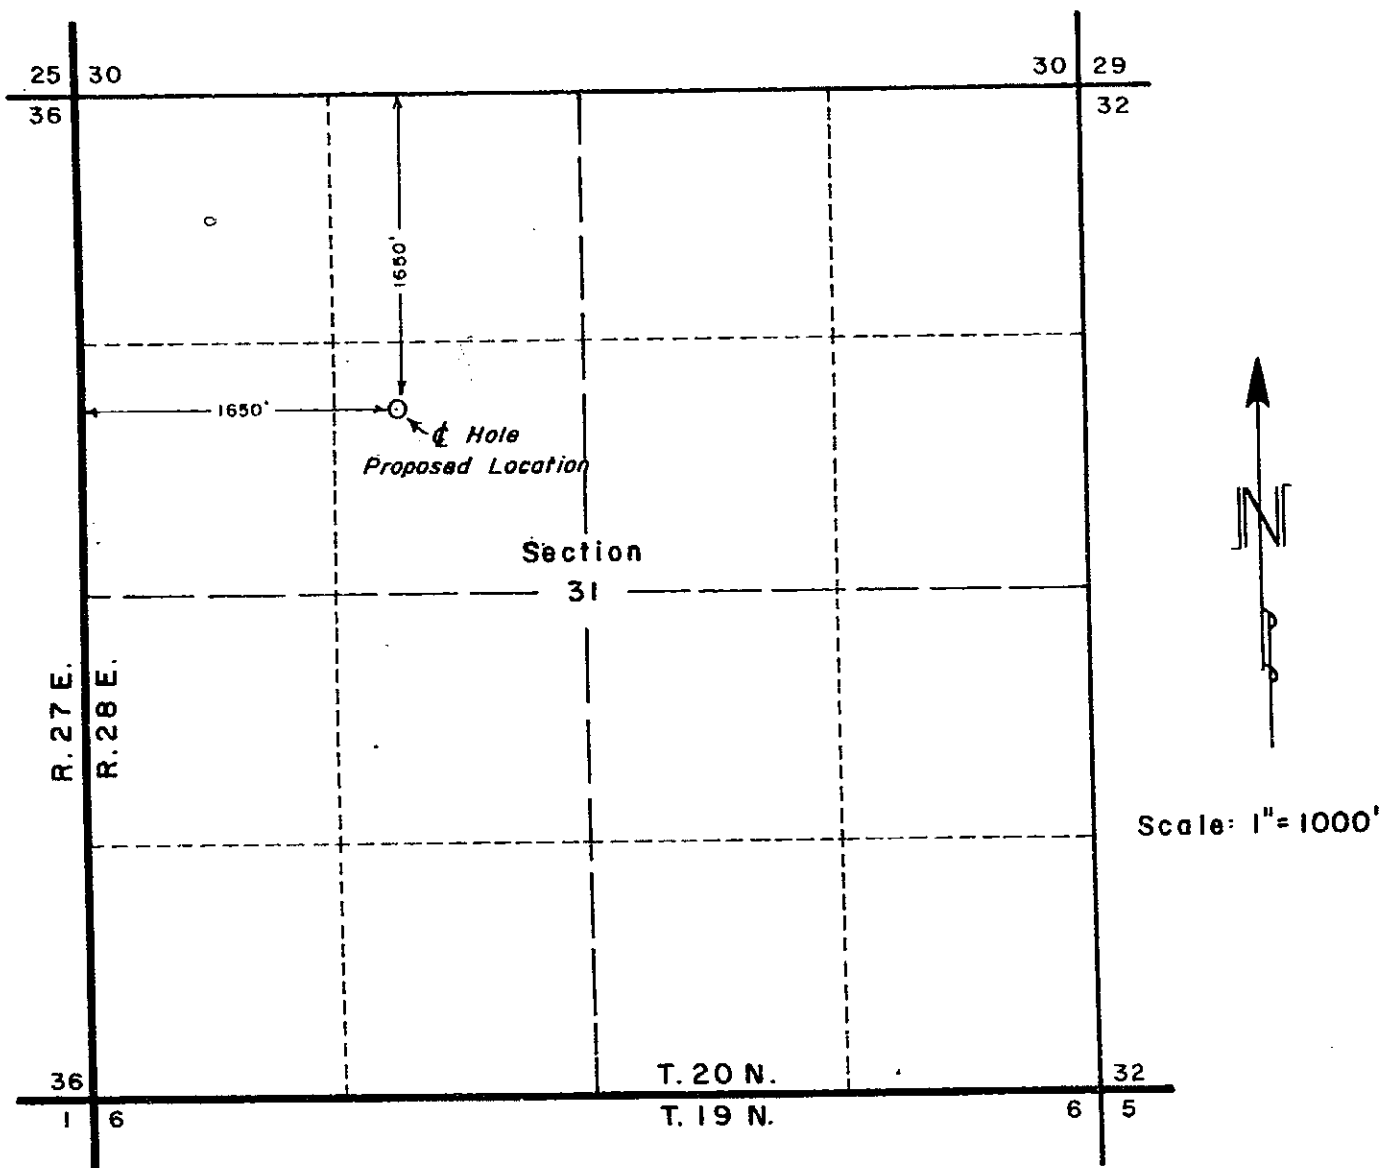 25 30
30 29
36
32
1650'
1650'
℄ Hole
Proposed Location
Section
31
R. 27 E.
R. 28 E.
N
Scale: 1"= 1000'
36
T. 20 N.
32
1 6
T. 19 N.
6 5